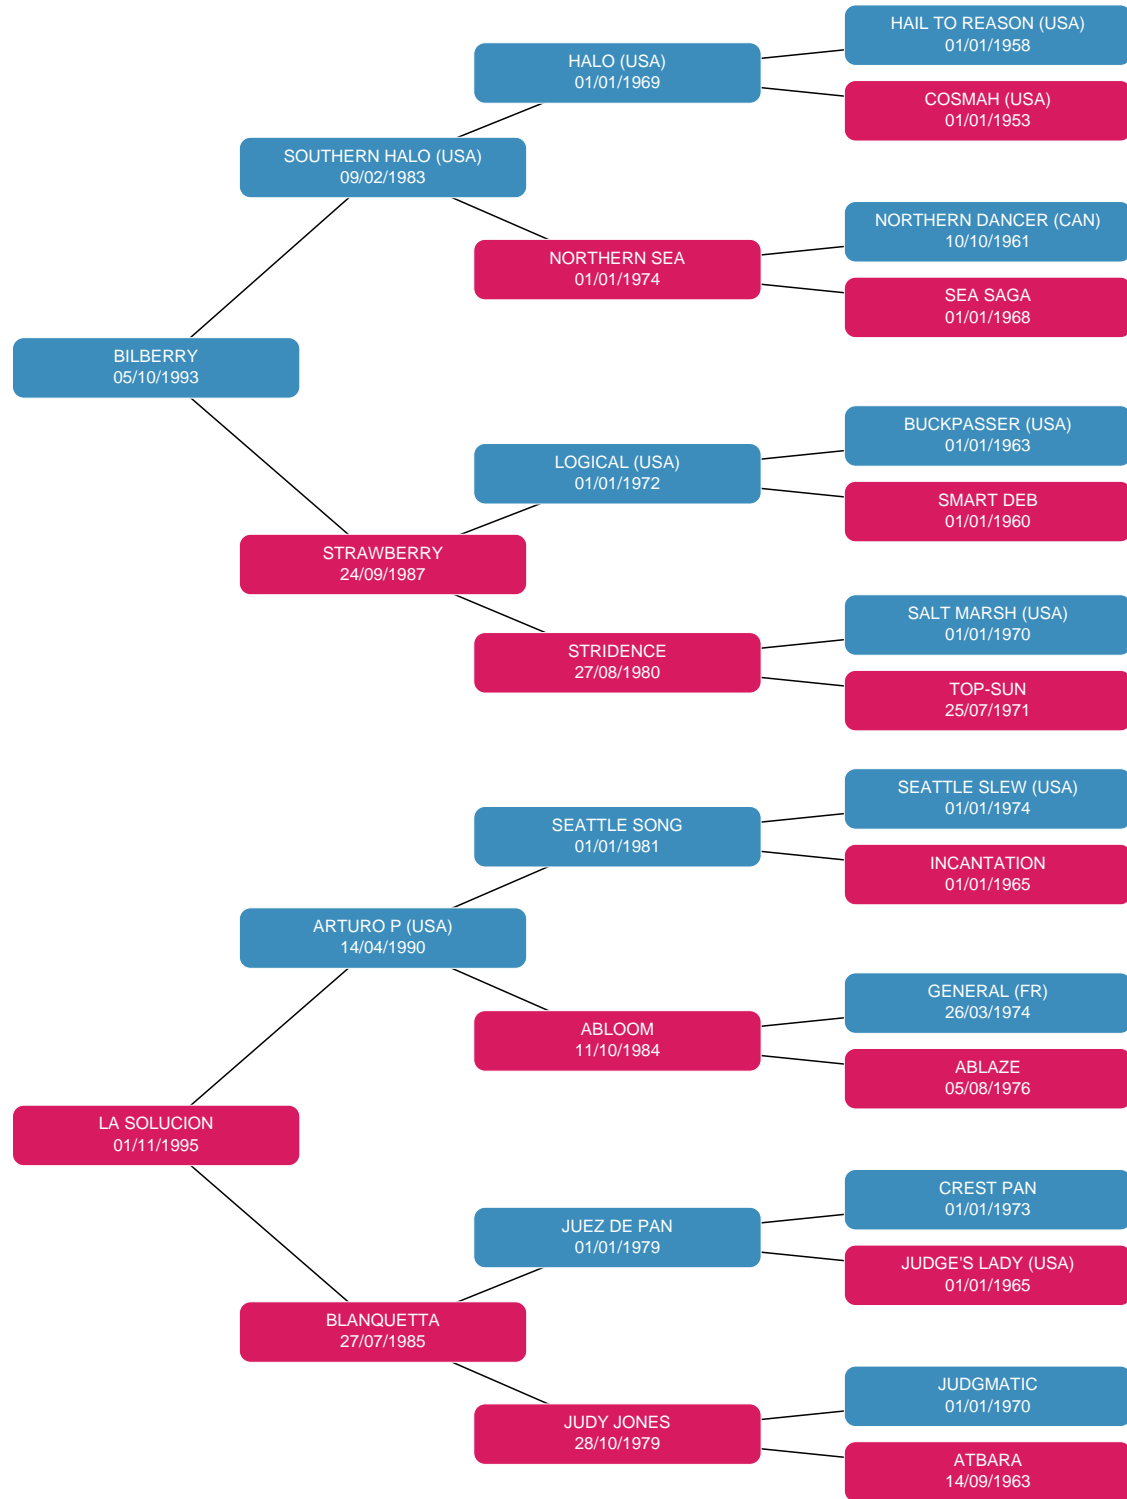 HAIL TO REASON (USA)
01/01/1958
HALO (USA)
01/01/1969
COSMAH (USA)
01/01/1953
SOUTHERN HALO (USA)
09/02/1983
NORTHERN DANCER (CAN)
10/10/1961
NORTHERN SEA
01/01/1974
SEA SAGA
01/01/1968
BILBERRY
05/10/1993
BUCKPASSER (USA)
01/01/1963
LOGICAL (USA)
01/01/1972
SMART DEB
01/01/1960
STRAWBERRY
24/09/1987
SALT MARSH (USA)
01/01/1970
STRIDENCE
27/08/1980
TOP-SUN
25/07/1971
SEATTLE SLEW (USA)
01/01/1974
SEATTLE SONG
01/01/1981
INCANTATION
01/01/1965
ARTURO P (USA)
14/04/1990
GENERAL (FR)
26/03/1974
ABLOOM
11/10/1984
ABLAZE
05/08/1976
LA SOLUCION
01/11/1995
CREST PAN
01/01/1973
JUEZ DE PAN
01/01/1979
JUDGE'S LADY (USA)
01/01/1965
BLANQUETTA
27/07/1985
JUDGMATIC
01/01/1970
JUDY JONES
28/10/1979
ATBARA
14/09/1963